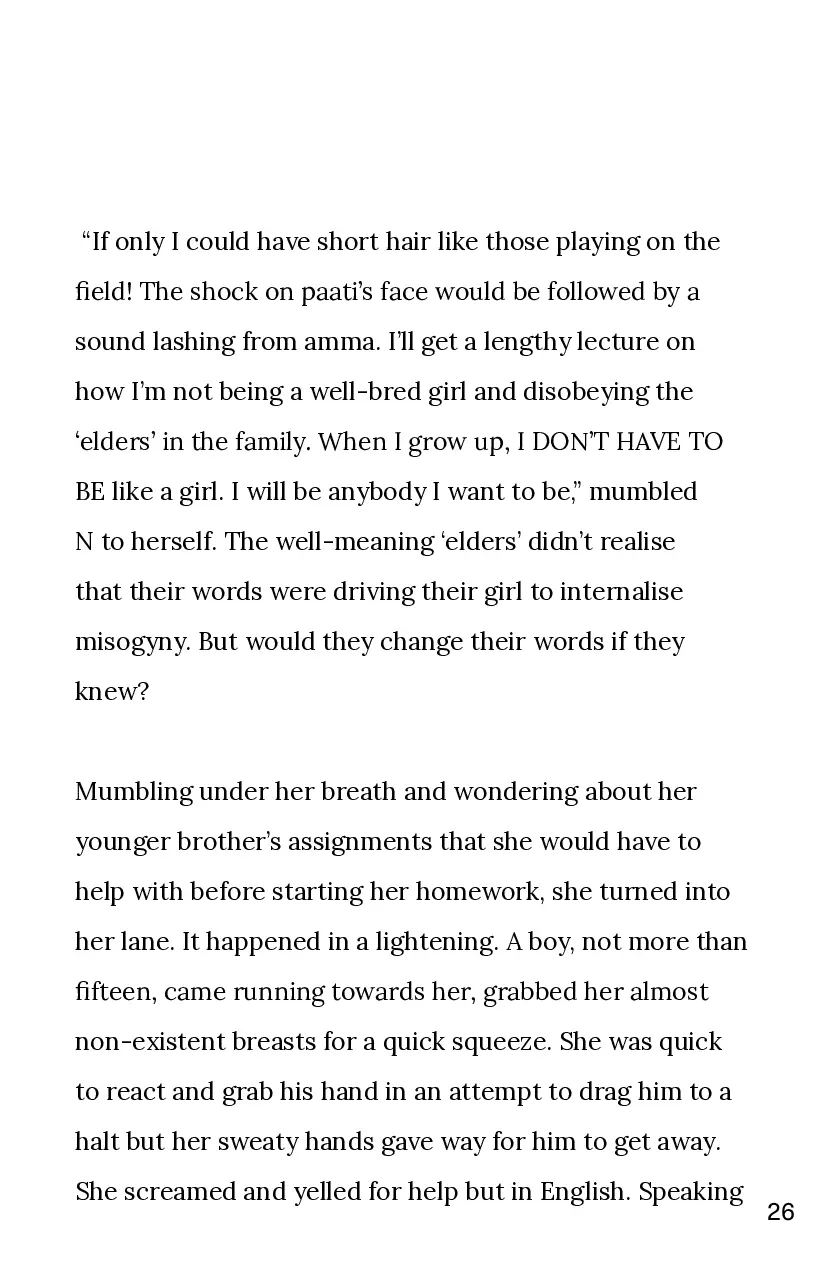 “If only I could have short hair like those playing on the
field! The shock on paati’s face would be followed by a
sound lashing from amma. I’ll get a lengthy lecture on
how I’m not being a well-bred girl and disobeying the
‘elders’ in the family. When I grow up, I DON’T HAVE TO
BE like a girl. I will be anybody I want to be,” mumbled
N to herself. The well-meaning ‘elders’ didn’t realise
that their words were driving their girl to internalise
misogyny. But would they change their words if they
knew?
Mumbling under her breath and wondering about her
younger brother’s assignments that she would have to
help with before starting her homework, she turned into
her lane. It happened in a lightening. A boy, not more than
fifteen, came running towards her, grabbed her almost
non-existent breasts for a quick squeeze. She was quick
to react and grab his hand in an attempt to drag him to a
halt but her sweaty hands gave way for him to get away.
She screamed and yelled for help but in English. Speaking
26